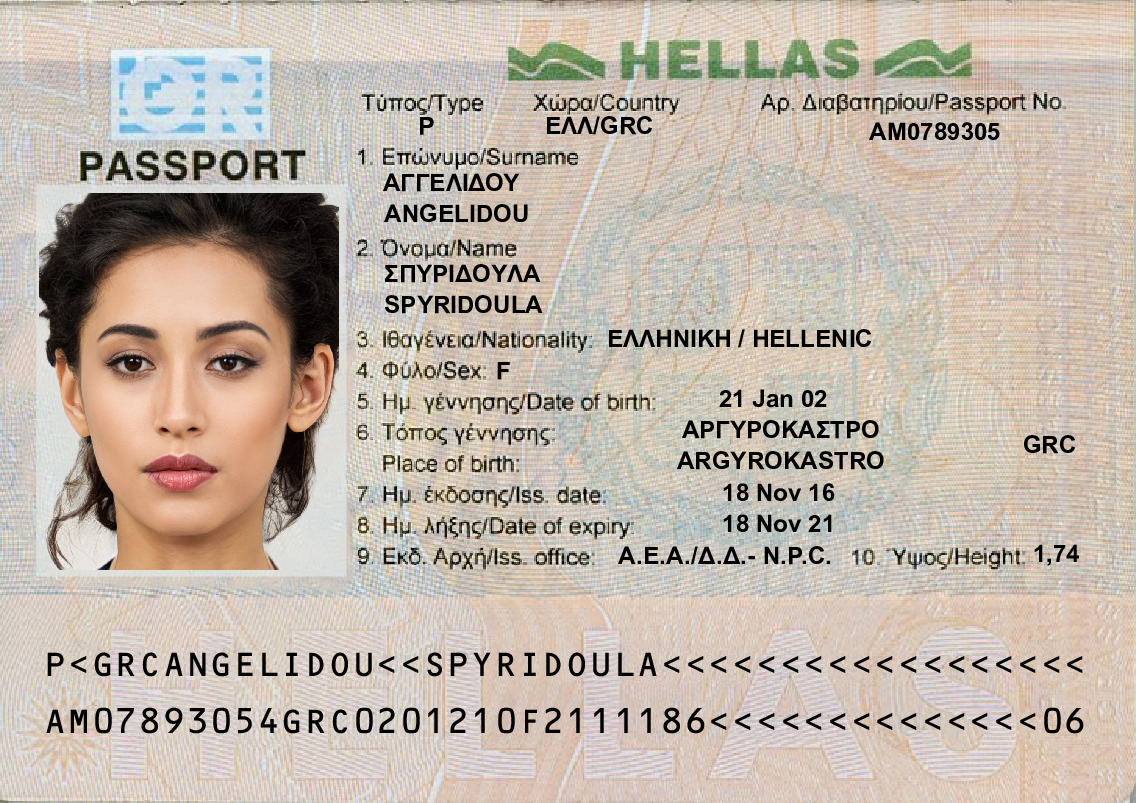 GR
HELLAS
PASSPORT
Τύπος/Type Χώρα/Country Αρ. Διαβατηρίου/Passport No.
P ΕΛΛ/GRC AM0789305
1. Επώνυμο/Surname
ΑΓΓΕΛΙΔΟΥ
ANGELIDOU
2. Όνομα/Name
ΣΠΥΡΙΔΟΥΛΑ
SPYRIDOULA
3. Ιθαγένεια/Nationality: ΕΛΛΗΝΙΚΗ / HELLENIC
4. Φύλο/Sex: F
5. Ημ. γέννησης/Date of birth: 21 Jan 02
6. Τόπος γέννησης: ΑΡΓΥΡΟΚΑΣΤΡΟ
Place of birth: ARGYROKASTRO GRC
7. Ημ. έκδοσης/Iss. date: 18 Nov 16
8. Ημ. λήξης/Date of expiry: 18 Nov 21
9 Εκδ. Αρχή/Iss. office: Α.Ε.Α./Δ.Δ.- N.P.C. 10. Ύψος/Height: 1,74
HELLAS
P<GRCANGELIDOU<<SPYRIDOULA<<<<<<<<<<<<<<<<<<
AM07893054GRC0201210F2111186<<<<<<<<<<<<<<06